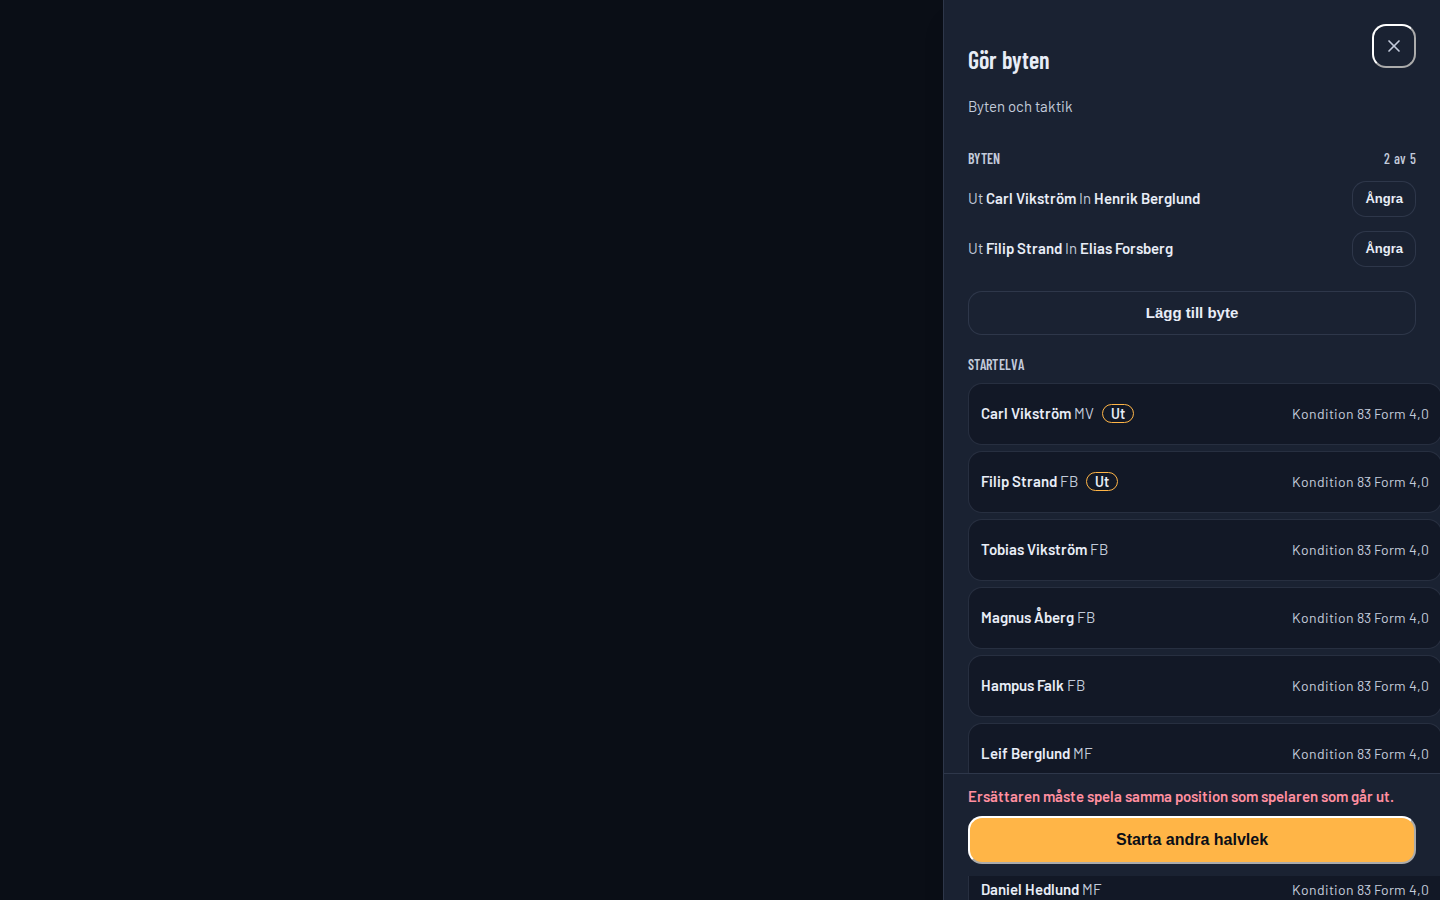 Gör byten
Byten och taktik
BYTEN 2 av 5
Ut Carl Vikström In Henrik Berglund Ångra
Ut Filip Strand In Elias Forsberg Ångra
Lägg till byte
STARTELVA
Carl Vikström MV Ut Kondition 83 Form 4,0
Filip Strand FB Ut Kondition 83 Form 4,0
Tobias Vikström FB Kondition 83 Form 4,0
Magnus Åberg FB Kondition 83 Form 4,0
Hampus Falk FB Kondition 83 Form 4,0
Leif Berglund MF Kondition 83 Form 4,0
Ersättaren måste spela samma position som spelaren som går ut.
Starta andra halvlek
Daniel Hedlund MF Kondition 83 Form 4,0